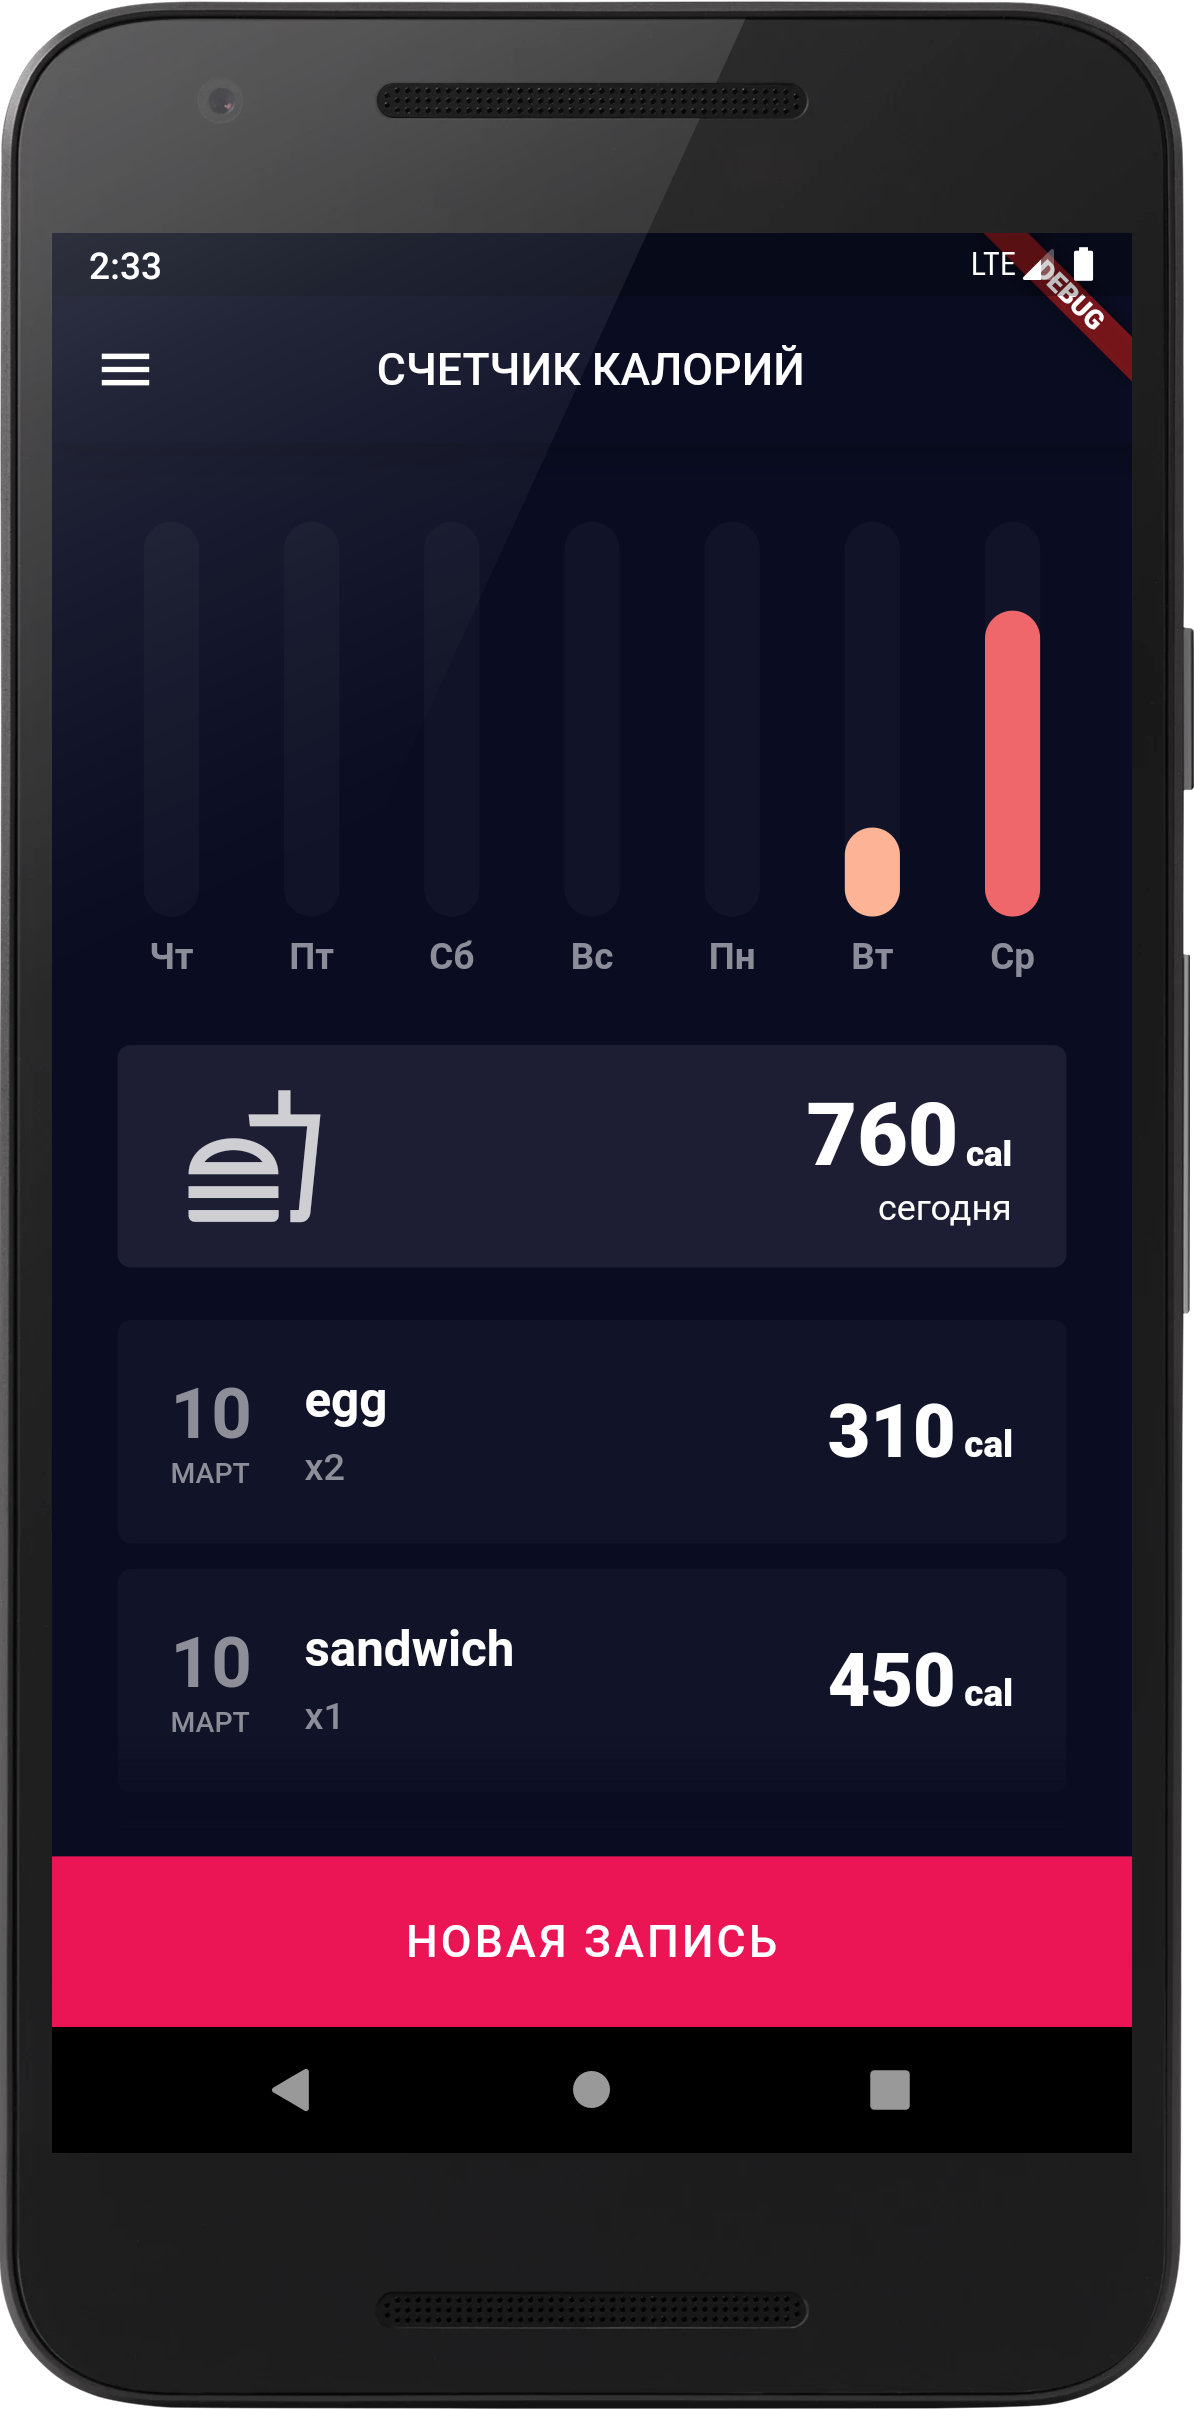 2:33
LTE
DEBUG
СЧЕТЧИК КАЛОРИЙ
Чт Пт Сб Вс Пн Вт Ср
760 cal
сегодня
10 МАРТ
egg
x2
310 cal
10 МАРТ
sandwich
x1
450 cal
НОВАЯ ЗАПИСЬ